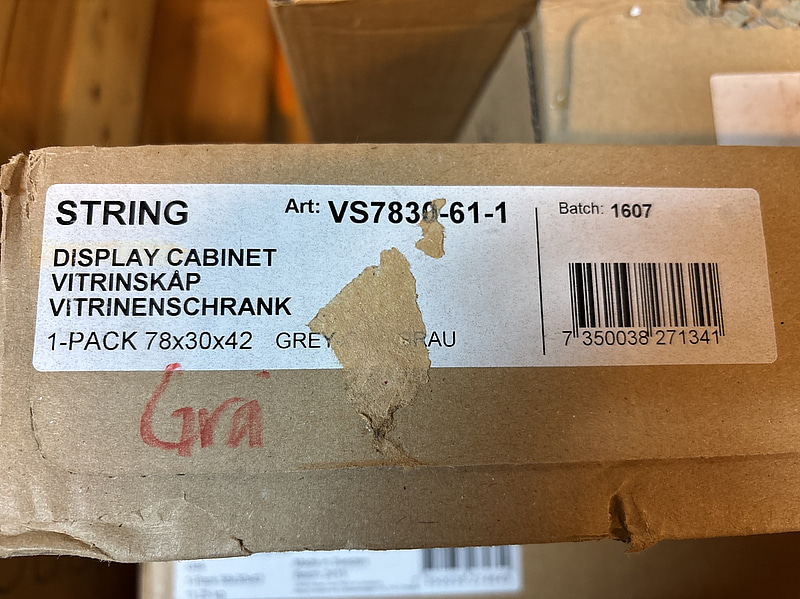 STRING Art: VS7830-61-1 Batch: 1607
DISPLAY CABINET
VITRINSKÅP
VITRINENSCHRANK
1-PACK 78x30x42 GREY
7 350038 271341
Grå